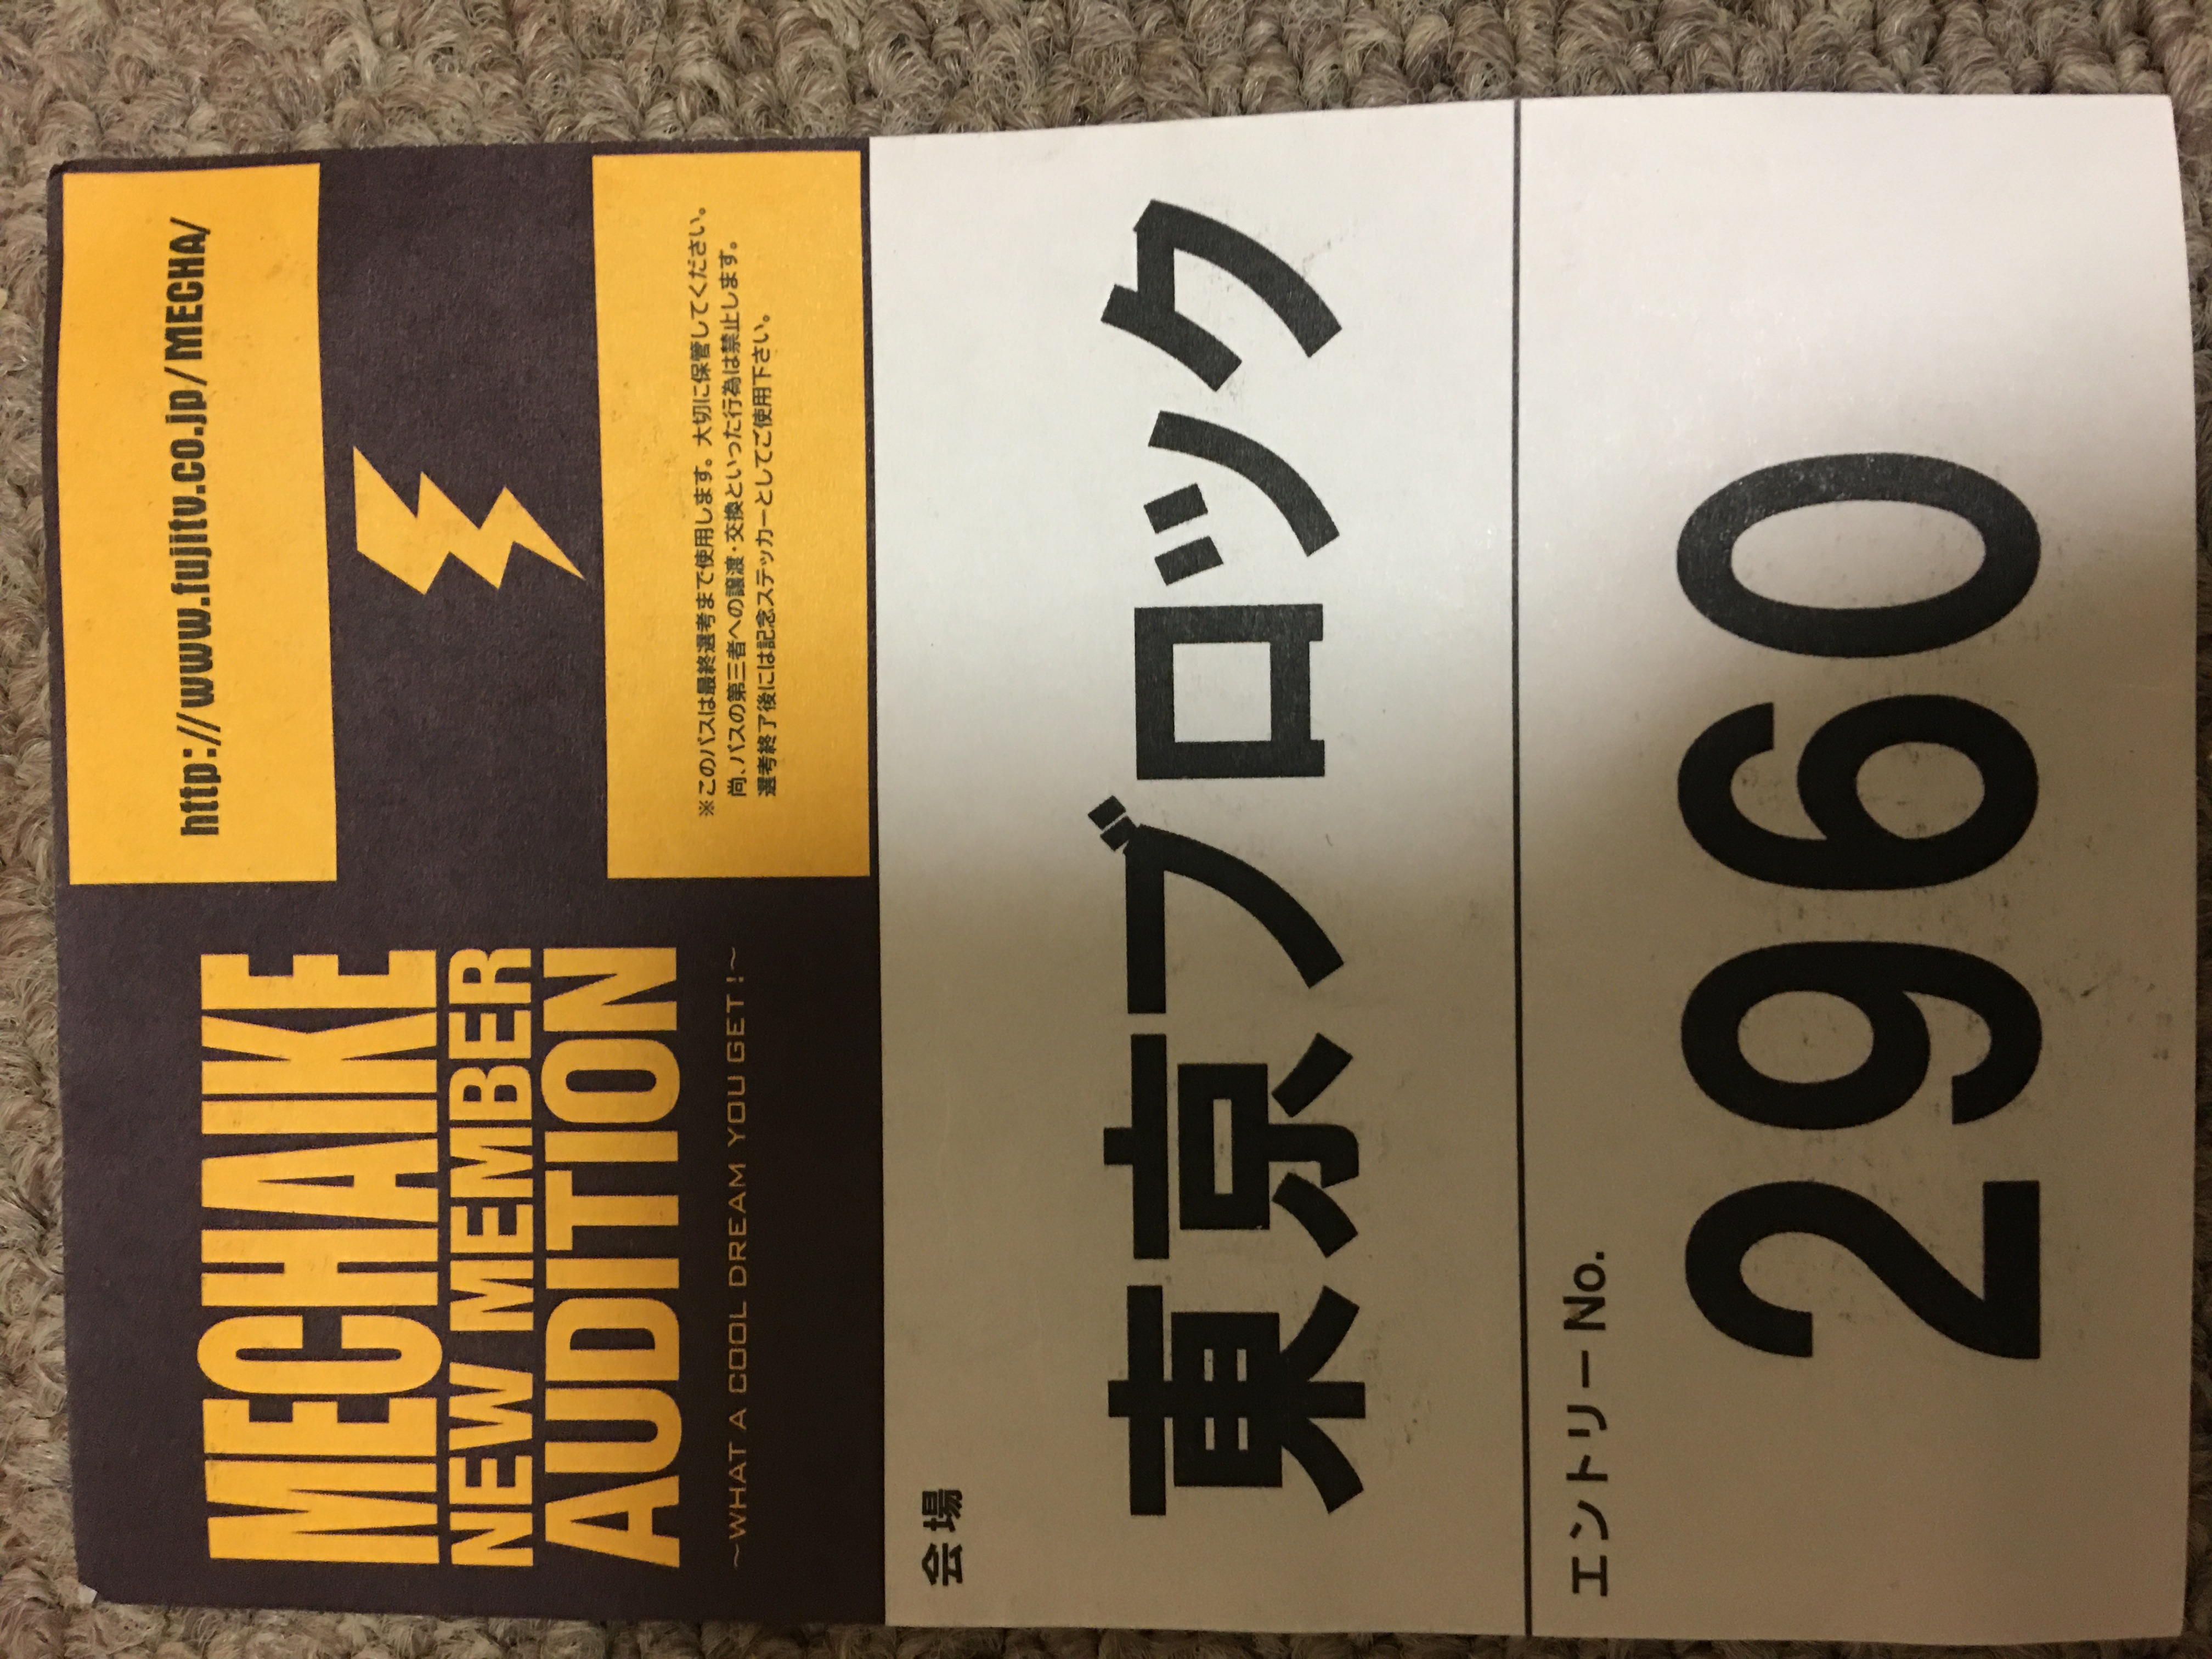 MECHAIKE
NEW MEMBER
AUDITION
~WHAT A COOL DREAM YOU GET!~
http://www.fujitv.co.jp/MECHA/
※このパスは最終選考まで使用します。大切に保管してください。
尚、パスの第三者への譲渡・交換といった行為は禁止します。
選考終了後には記念ステッカーとしてご使用下さい。
会場
東京ブロック
エントリーNo.
2960